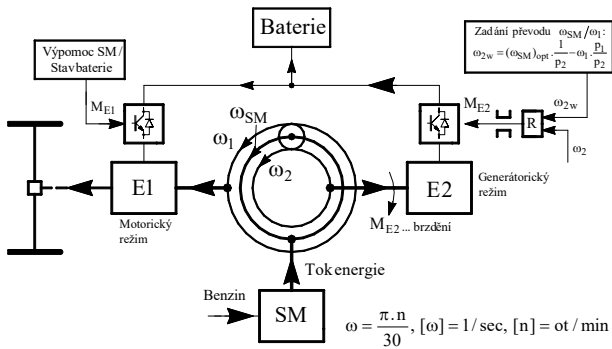 Baterie
Zadání převodu ω_SM/ω_1:
ω_2w = (ω_SM)_opt . 1/p_2 - ω_1 . p_1/p_2
Výpomoc SM /
Stavbaterie
M_E1
M_E2
ω_2w
R
ω_2
ω_SM
ω_1
ω_2
E1
E2
Motorický
režim
Generátorický
režim
M_E2 ... brzdění
Tok energie
Benzin
SM
ω = π.n/30, [ω] = 1/sec, [n] = ot/min